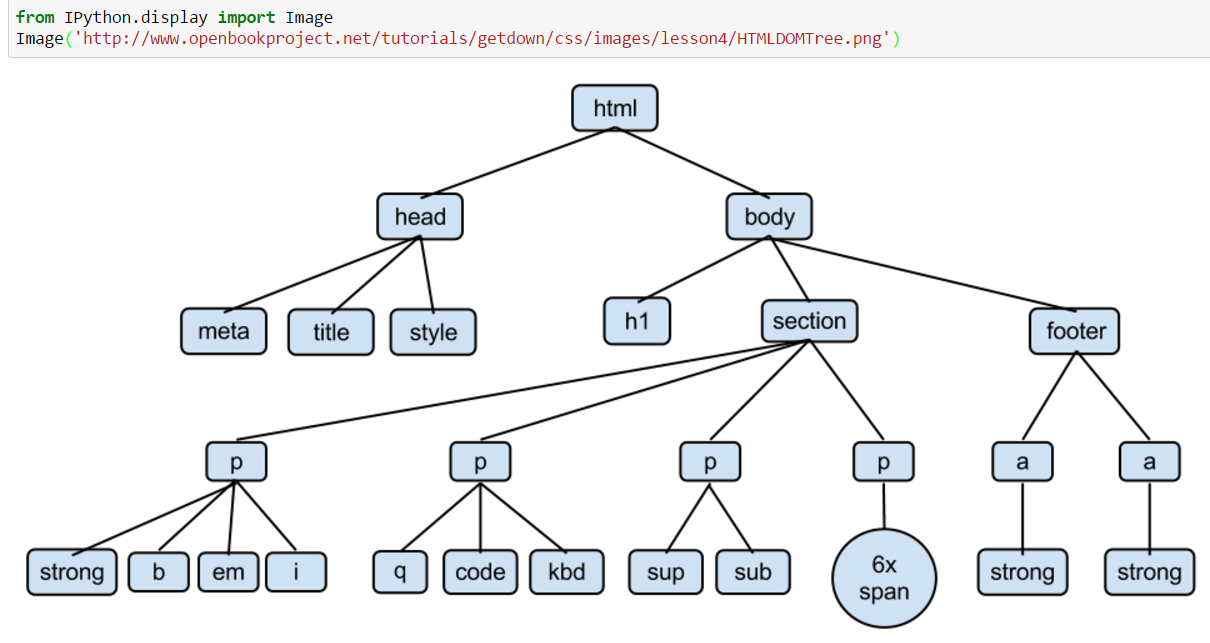 from IPython.display import Image
Image('http://www.openbookproject.net/tutorials/getdown/css/images/lesson4/HTMLDOMTree.png')
html
head
body
meta
title
style
h1
section
footer
p
p
p
p
a
a
strong
b
em
i
q
code
kbd
sup
sub
6x
span
strong
strong